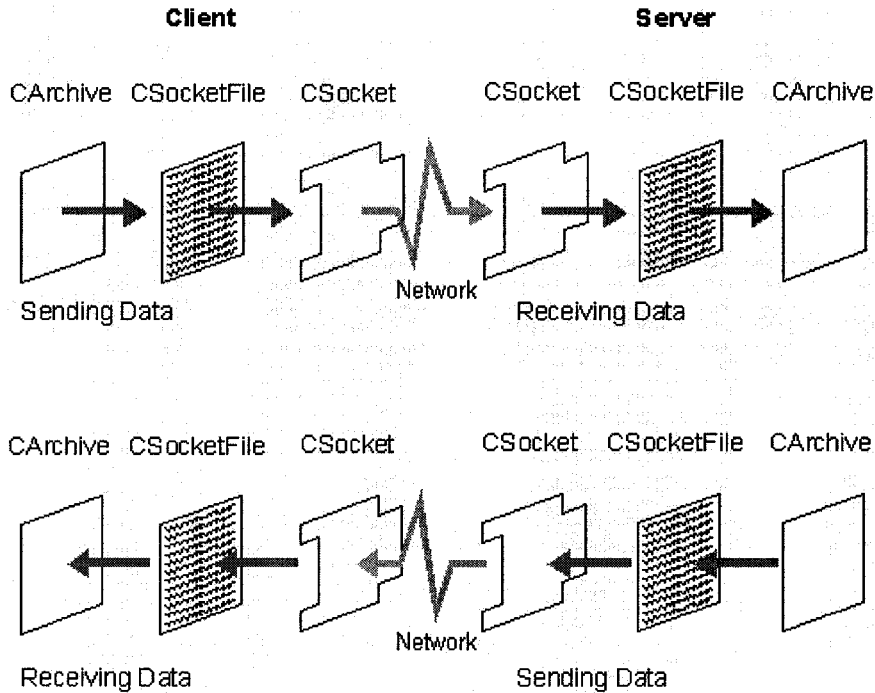 Client Server
CArchive CSocketFile CSocket CSocket CSocketFile CArchive
Network
Sending Data Receiving Data
CArchive CSocketFile CSocket CSocket CSocketFile CArchive
Network
Receiving Data Sending Data